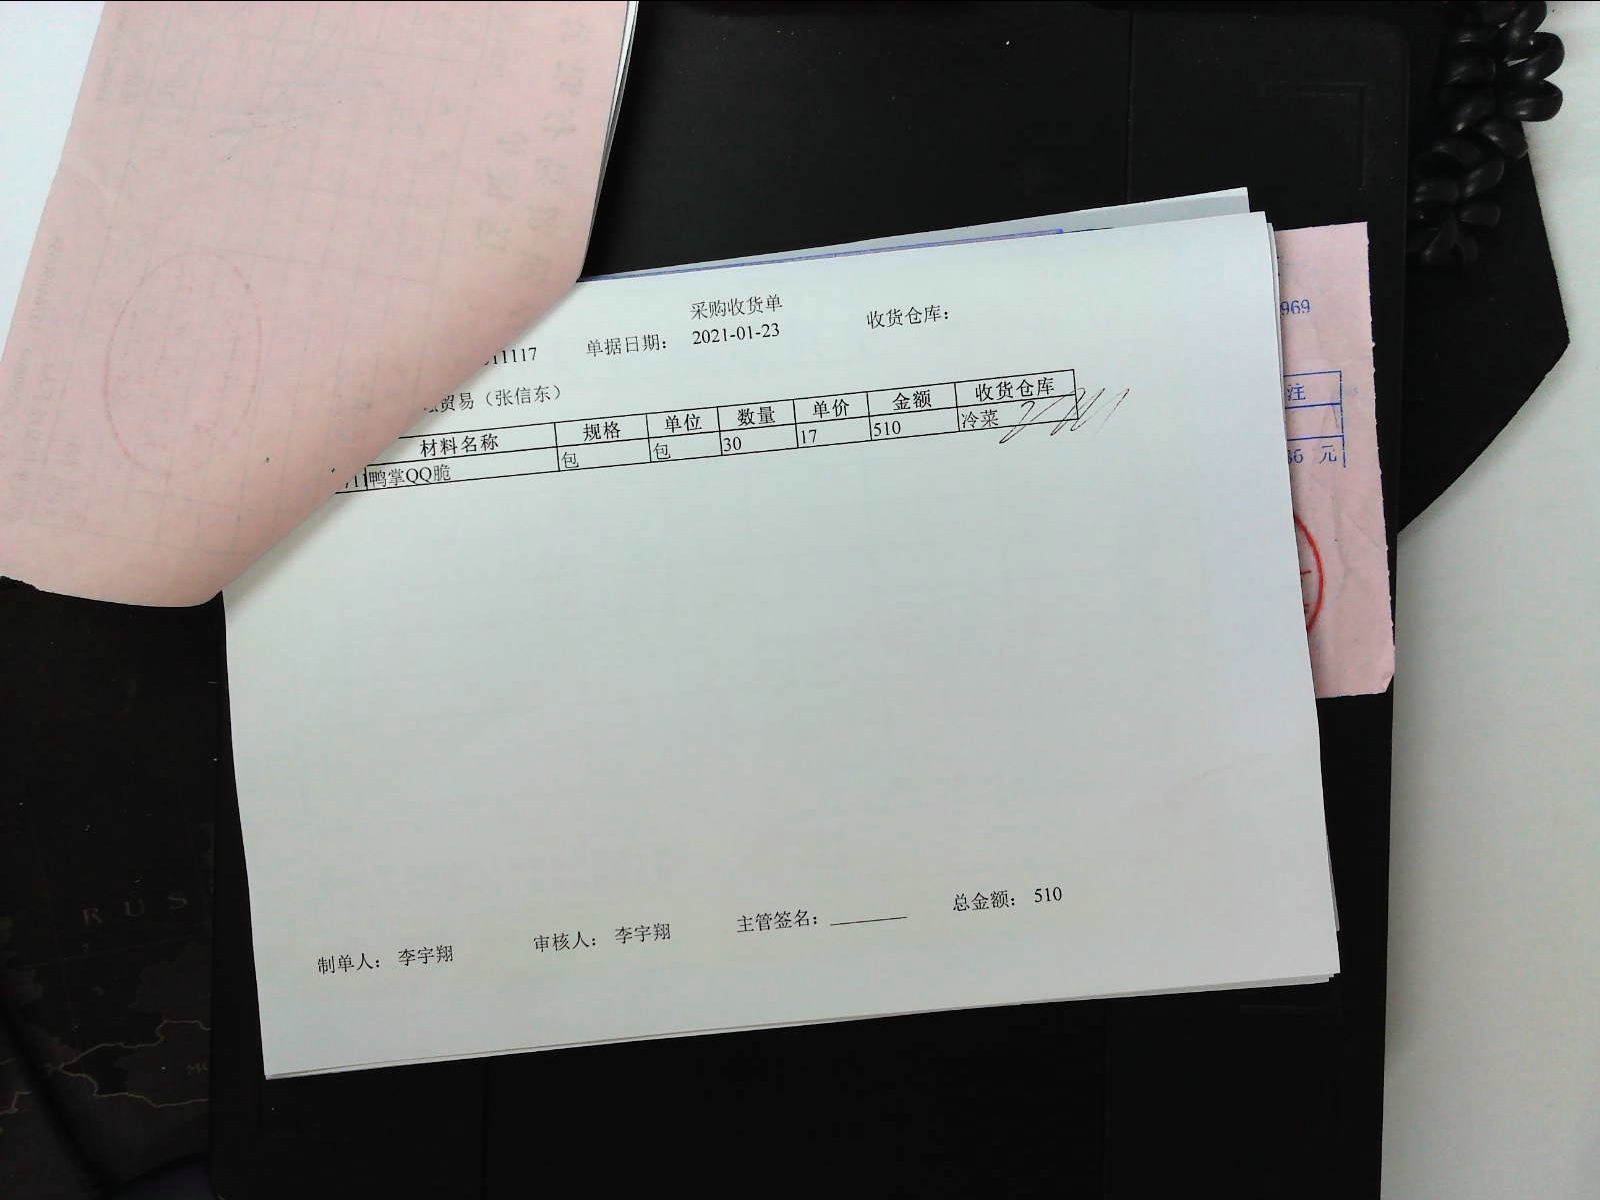 采购收货单
11117 单据日期： 2021-01-23 收货仓库：
贸易（张信东）
材料名称 规格 单位 数量 单价 金额 收货仓库
鸭掌QQ脆 包 包 30 17 510 冷菜
制单人： 李宇翔 审核人： 李宇翔 主管签名： 总金额： 510
969
注
元
RUS